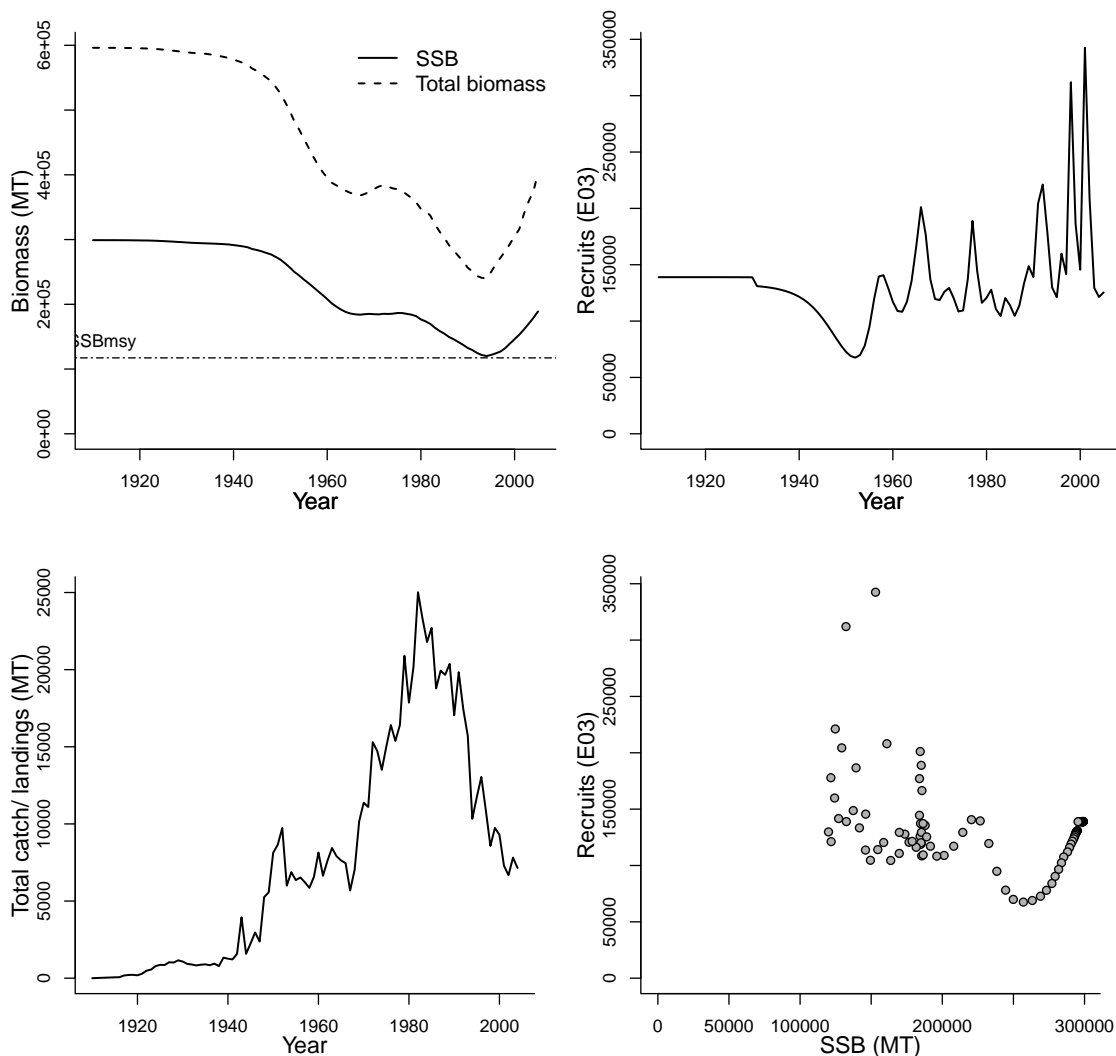 SSB
Total biomass
SSBmsy
Biomass (MT)
0e+00 2e+05 4e+05 6e+05
1920 1940 1960 1980 2000
Year
Recruits (E03)
0 50000 150000 250000 350000
1920 1940 1960 1980 2000
Year
Total catch/ landings (MT)
0 5000 10000 15000 20000 25000
1920 1940 1960 1980 2000
Year
Recruits (E03)
0 50000 150000 250000 350000
0 50000 100000 200000 300000
SSB (MT)